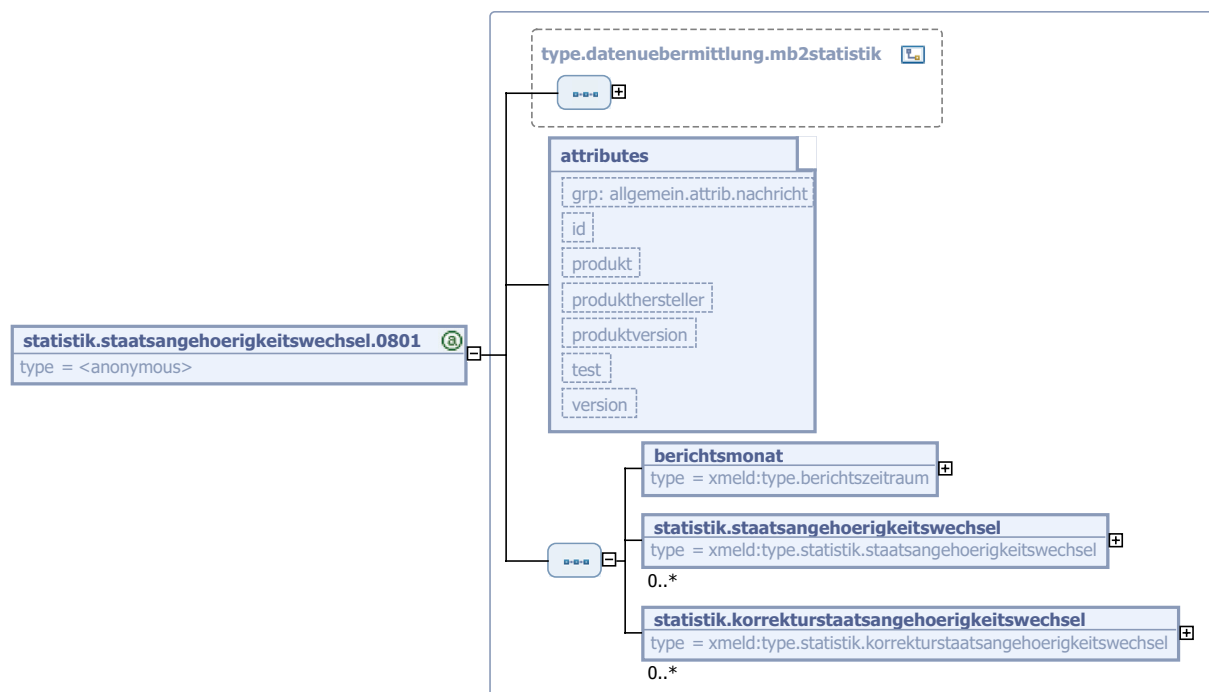 type.datenuebermittlung.mb2statistik
attributes
grp: allgemein.attrib.nachricht
id
produkt
produkthersteller
produktversion
test
version
statistik.staatsangehoerigkeitswechsel.0801
type = <anonymous>
berichtsmonat
type = xmeld:type.berichtszeitraum
statistik.staatsangehoerigkeitswechsel
type = xmeld:type.statistik.staatsangehoerigkeitswechsel
0..*
statistik.korrekturstaatsangehoerigkeitswechsel
type = xmeld:type.statistik.korrekturstaatsangehoerigkeitswechsel
0..*